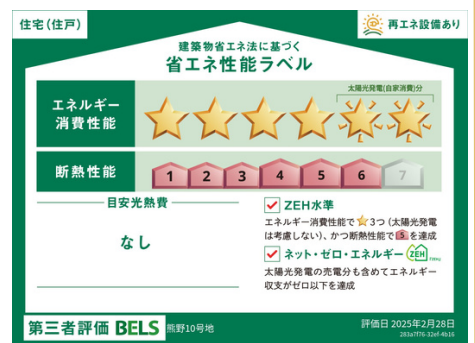 住宅(住戸)
再エネ設備あり
建築物省エネ法に基づく
省エネ性能ラベル
太陽光発電(自家消費)分
エネルギー
消費性能
断熱性能
1 2 3 4 5 6 7
目安光熱費
なし
ZEH水準
エネルギー消費性能で⭐3つ(太陽光発電
は考慮しない)、かつ断熱性能で5を達成
ネット・ゼロ・エネルギー ZEH
太陽光発電の売電分も含めてエネルギー
収支がゼロ以下を達成
第三者評価 BELS 熊野10号地
評価日 2025年2月28日
283a7f76-32ef-4b16